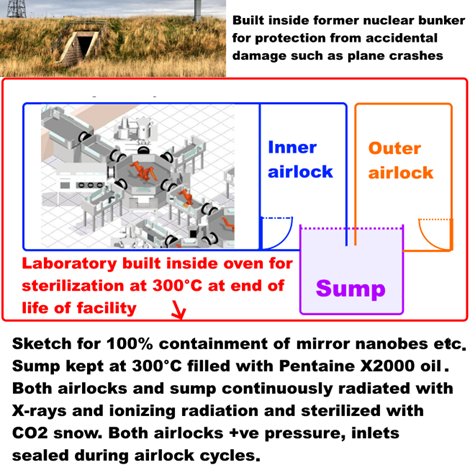 Built inside former nuclear bunker
for protection from accidental
damage such as plane crashes
Inner
airlock
Outer
airlock
Laboratory built inside oven for
sterilization at 300°C at end of
life of facility
Sump
Sketch for 100% containment of mirror nanobes etc.
Sump kept at 300°C filled with Pentaine X2000 oil.
Both airlocks and sump continuously radiated with
X-rays and ionizing radiation and sterilized with
CO2 snow. Both airlocks +ve pressure, inlets
sealed during airlock cycles.